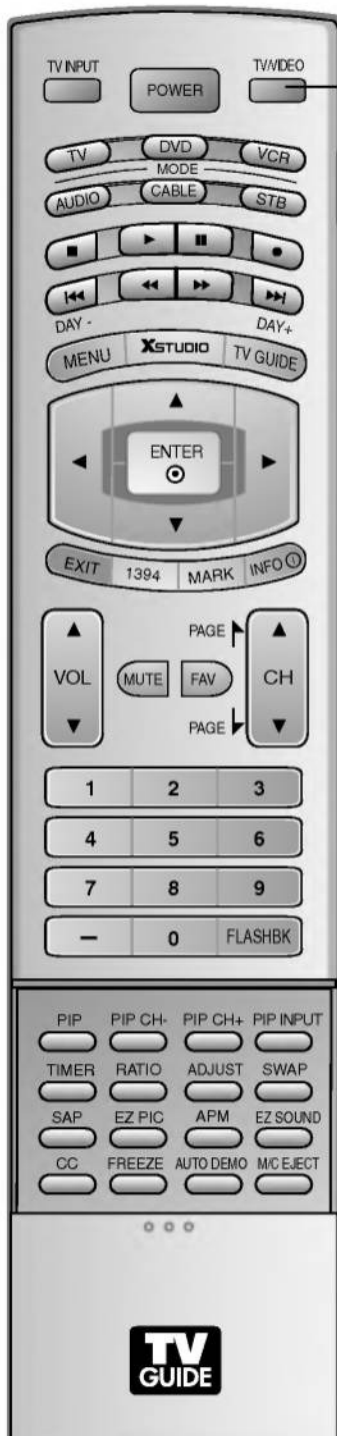 TV INPUT POWER TV/VIDEO
TV DVD VCR
MODE
AUDIO CABLE STB
DAY - DAY+
MENU XSTUDIO TV GUIDE
ENTER
EXIT 1394 MARK INFO i
PAGE
VOL MUTE FAV CH
PAGE
1 2 3
4 5 6
7 8 9
— 0 FLASHBK
PIP PIP CH- PIP CH+ PIP INPUT
TIMER RATIO ADJUST SWAP
SAP EZ PIC APM EZ SOUND
CC FREEZE AUTO DEMO M/C EJECT
TV
GUIDE